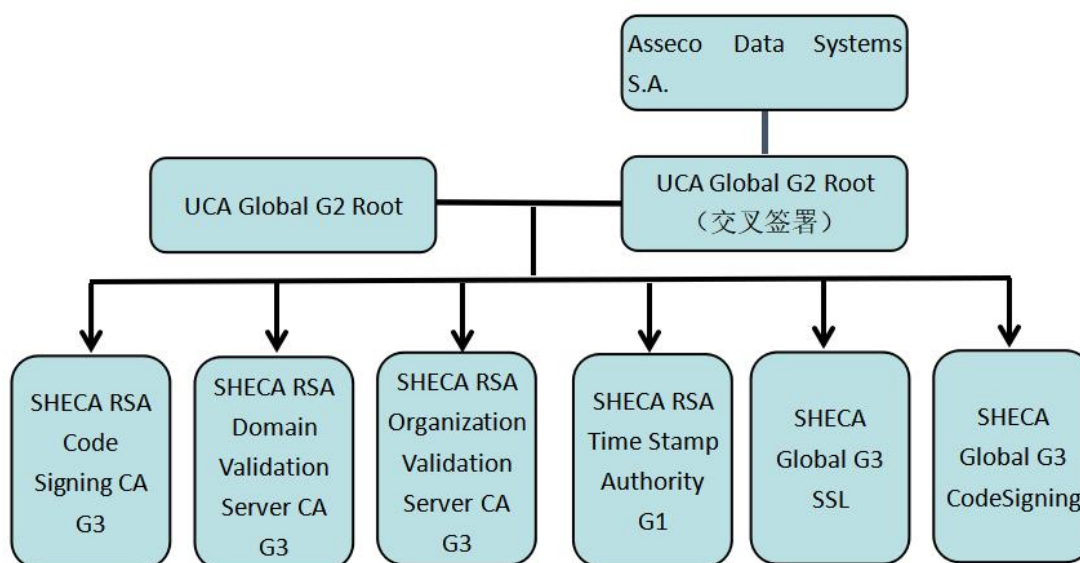 Asseco Data Systems
S.A.
UCA Global G2 Root
UCA Global G2 Root
（交叉签署）
SHECA RSA
Code
Signing CA
G3
SHECA RSA
Domain
Validation
Server CA
G3
SHECA RSA
Organization
Validation
Server CA
G3
SHECA RSA
Time Stamp
Authority
G1
SHECA
Global G3
SSL
SHECA
Global G3
CodeSigning